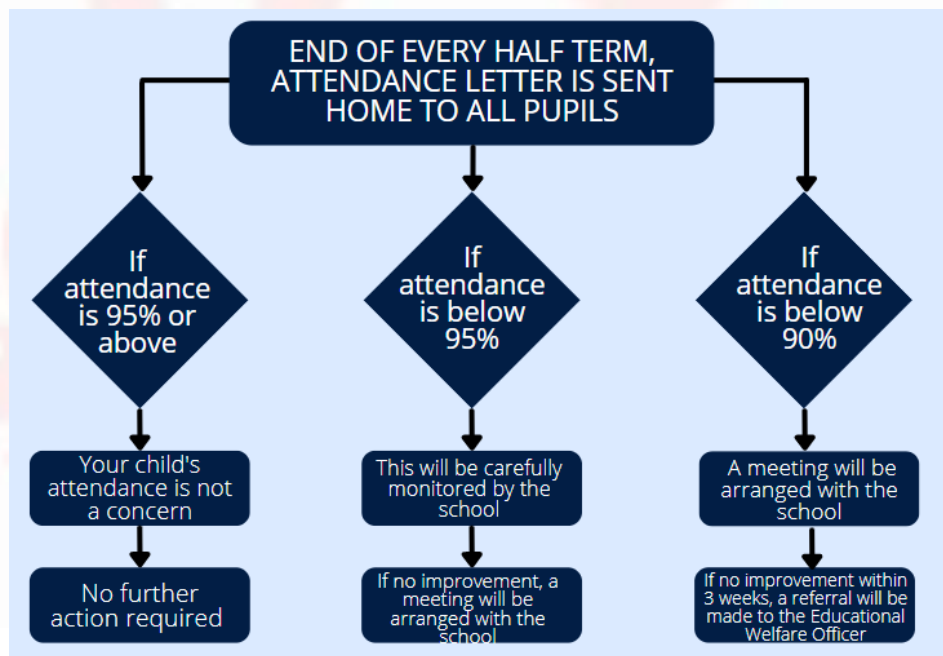 END OF EVERY HALF TERM,
ATTENDANCE LETTER IS SENT
HOME TO ALL PUPILS
If
attendance
is 95% or
above
If
attendance
is below
95%
If
attendance
is below
90%
Your child's
attendance is not
a concern
This will be carefully
monitored by the
school
A meeting will be
arranged with the
school
No further
action required
If no improvement, a
meeting will be
arranged with the
school
If no improvement within
3 weeks, a referral will be
made to the Educational
Welfare Officer